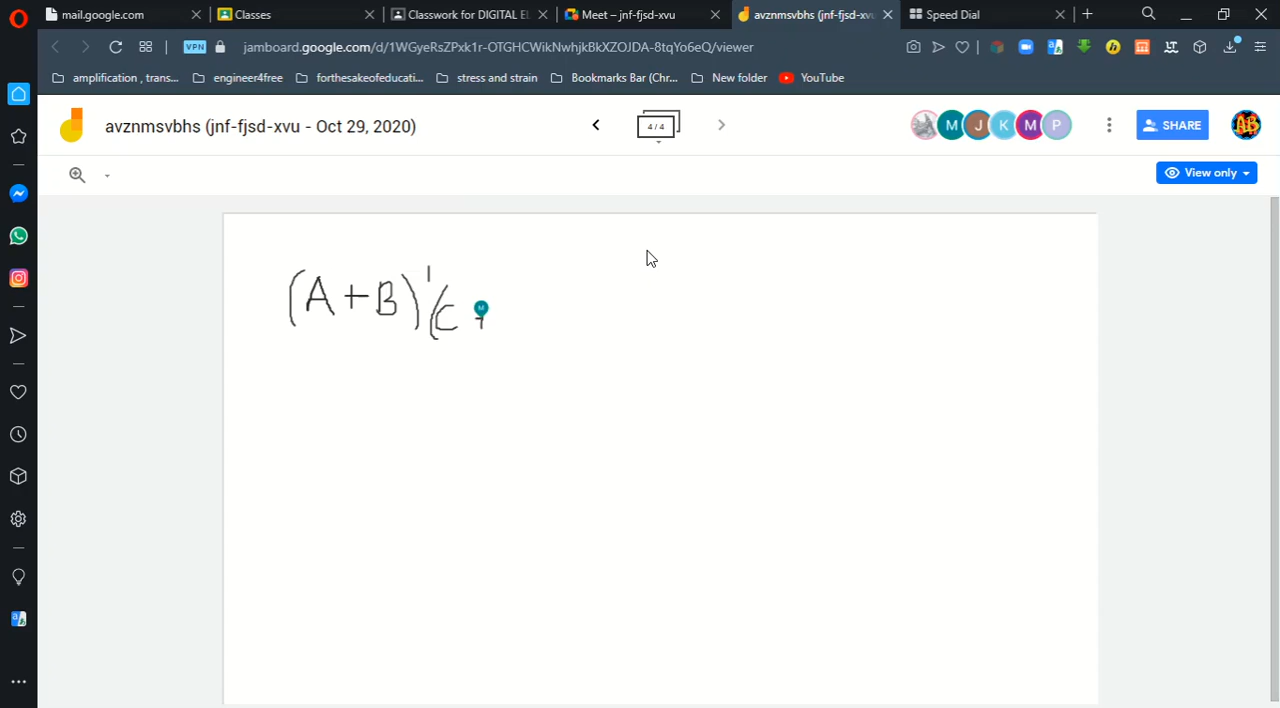 mail.google.com Classes Classwork for DIGITAL EL Meet – jnf-fjsd-xvu avznmsvbhs (jnf-fjsd-xvu Speed Dial
VPN jamboard.google.com/d/1WGyeRsZPxk1r-OTGHCWikNwhjkBkXZOJDA-8tqYo6eQ/viewer
amplification , trans... engineer4free forthesakeofeducati... stress and strain Bookmarks Bar (Chr... New folder YouTube
avznmsvbhs (jnf-fjsd-xvu - Oct 29, 2020) 4 / 4 M J K M P SHARE AB
View only
(A+B)'(C +
M